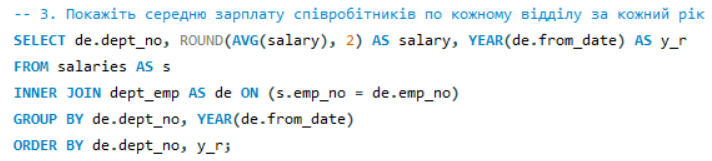 -- 3. Покажіть середню зарплату співробітників по кожному відділу за кожний рік
SELECT de.dept_no, ROUND(AVG(salary), 2) AS salary, YEAR(de.from_date) AS y_r
FROM salaries AS s
INNER JOIN dept_emp AS de ON (s.emp_no = de.emp_no)
GROUP BY de.dept_no, YEAR(de.from_date)
ORDER BY de.dept_no, y_r;